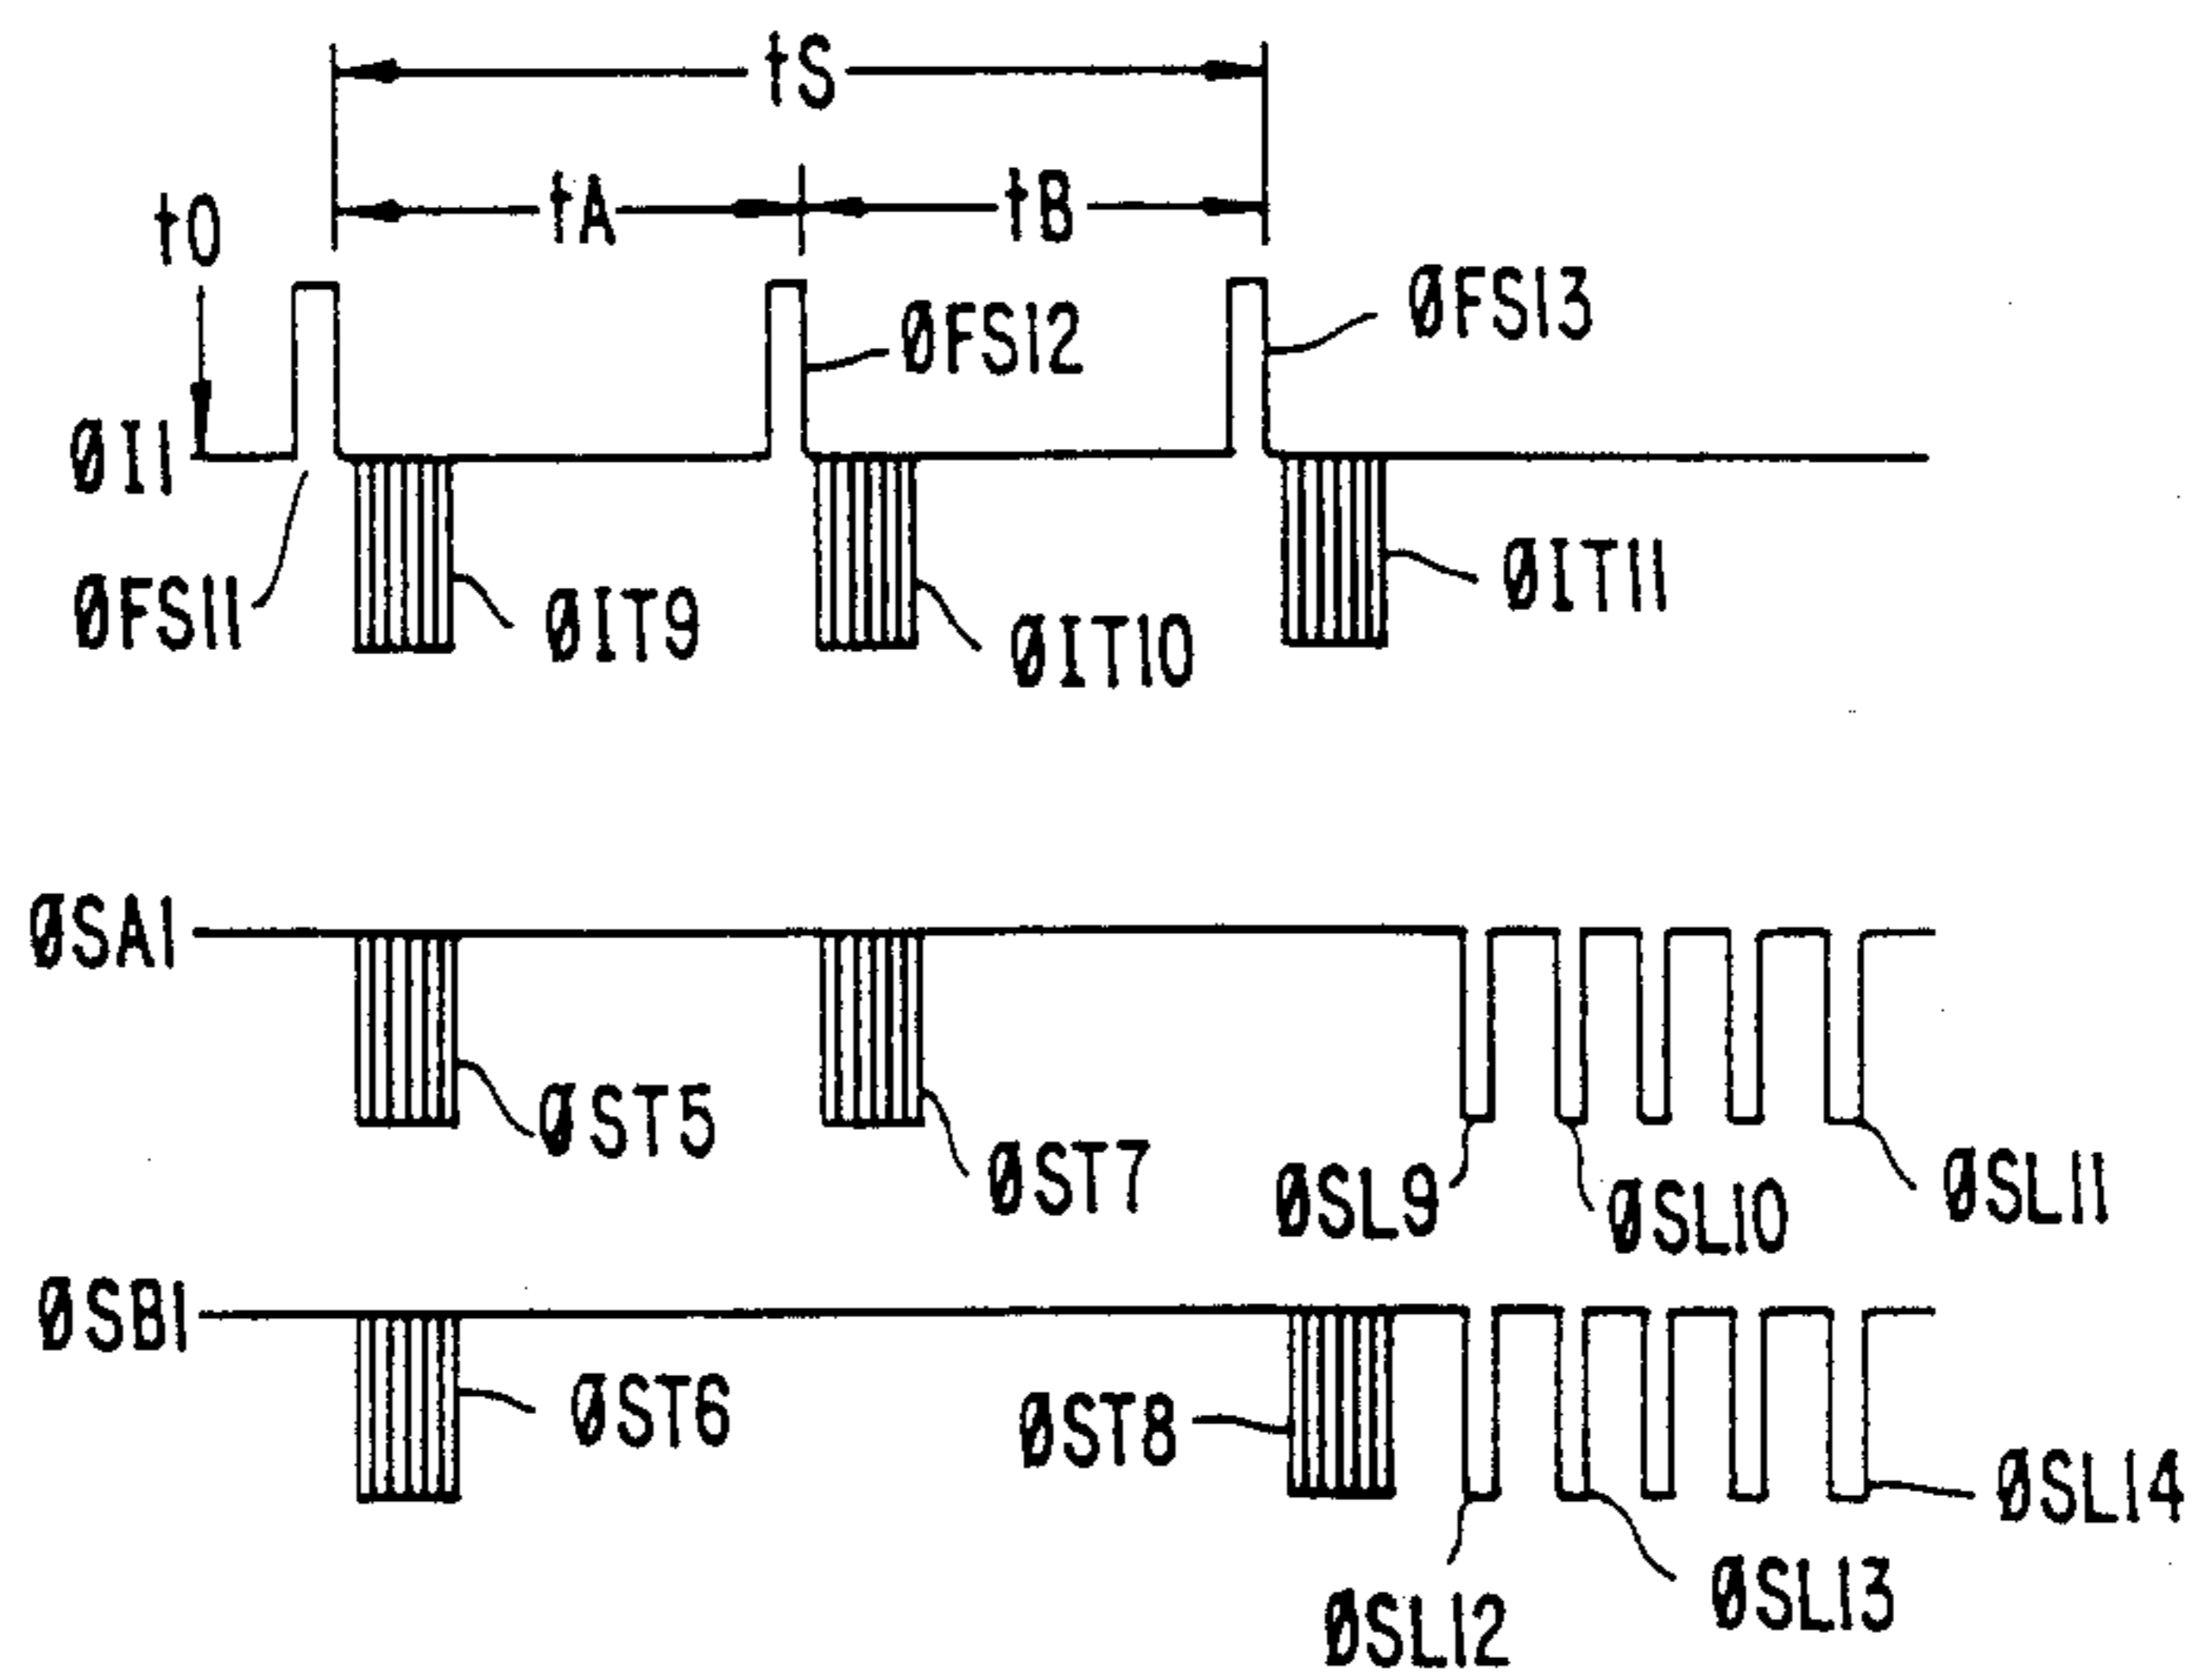 tS
tA
tB
t0
ØFS12
ØFS13
ØI1
ØFS11
ØIT9
ØIT10
ØIT11
ØSA1
ØST5
ØST7
ØSL9
ØSL10
ØSL11
ØSB1
ØST6
ØST8
ØSL12
ØSL13
ØSL14